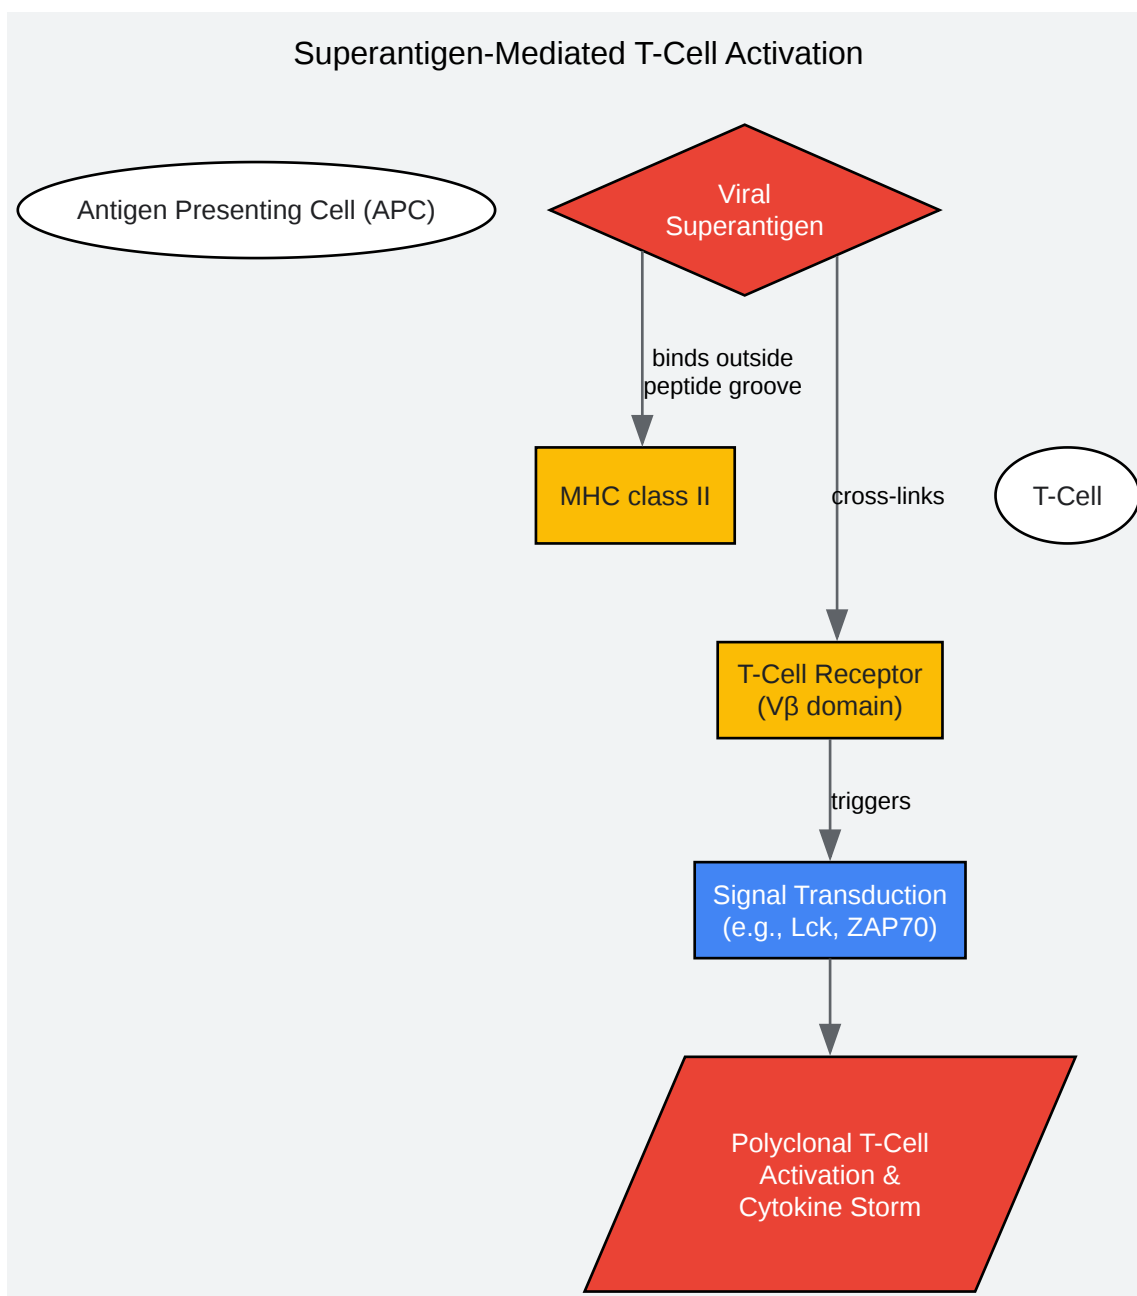 Superantigen-Mediated T-Cell Activation
Antigen Presenting Cell (APC)
Viral
Superantigen
binds outside
peptide groove
MHC class II
cross-links
T-Cell
T-Cell Receptor
(Vβ domain)
triggers
Signal Transduction
(e.g., Lck, ZAP70)
Polyclonal T-Cell
Activation &
Cytokine Storm